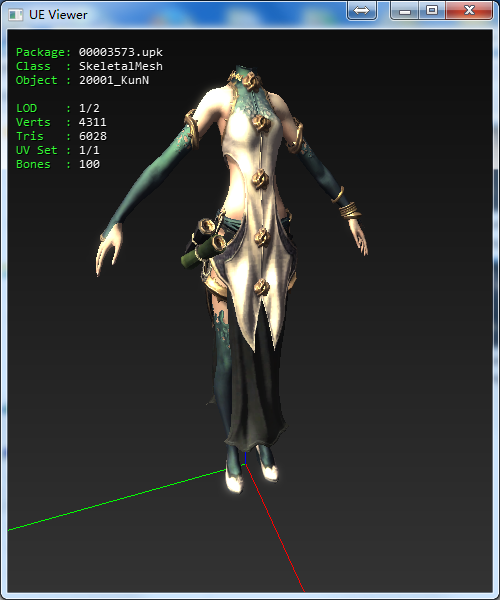 UE Viewer
Package: 00003573.upk
Class : SkeletalMesh
Object : 20001_KunN
LOD : 1/2
Verts : 4311
Tris : 6028
UV Set : 1/1
Bones : 100